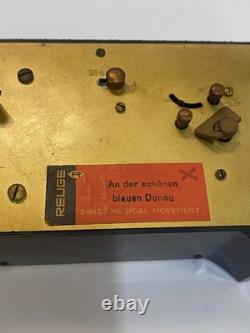 REUGE
An der schönen
blauen Donau
SWISS MUSICAL MOVEMENT